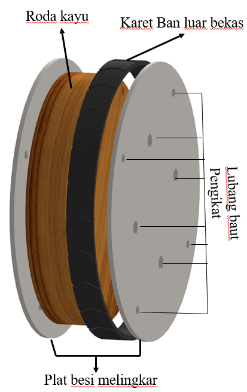 Roda kayu
Karet Ban luar bekas
Lubang baut
Pengikat
Plat besi melingkar